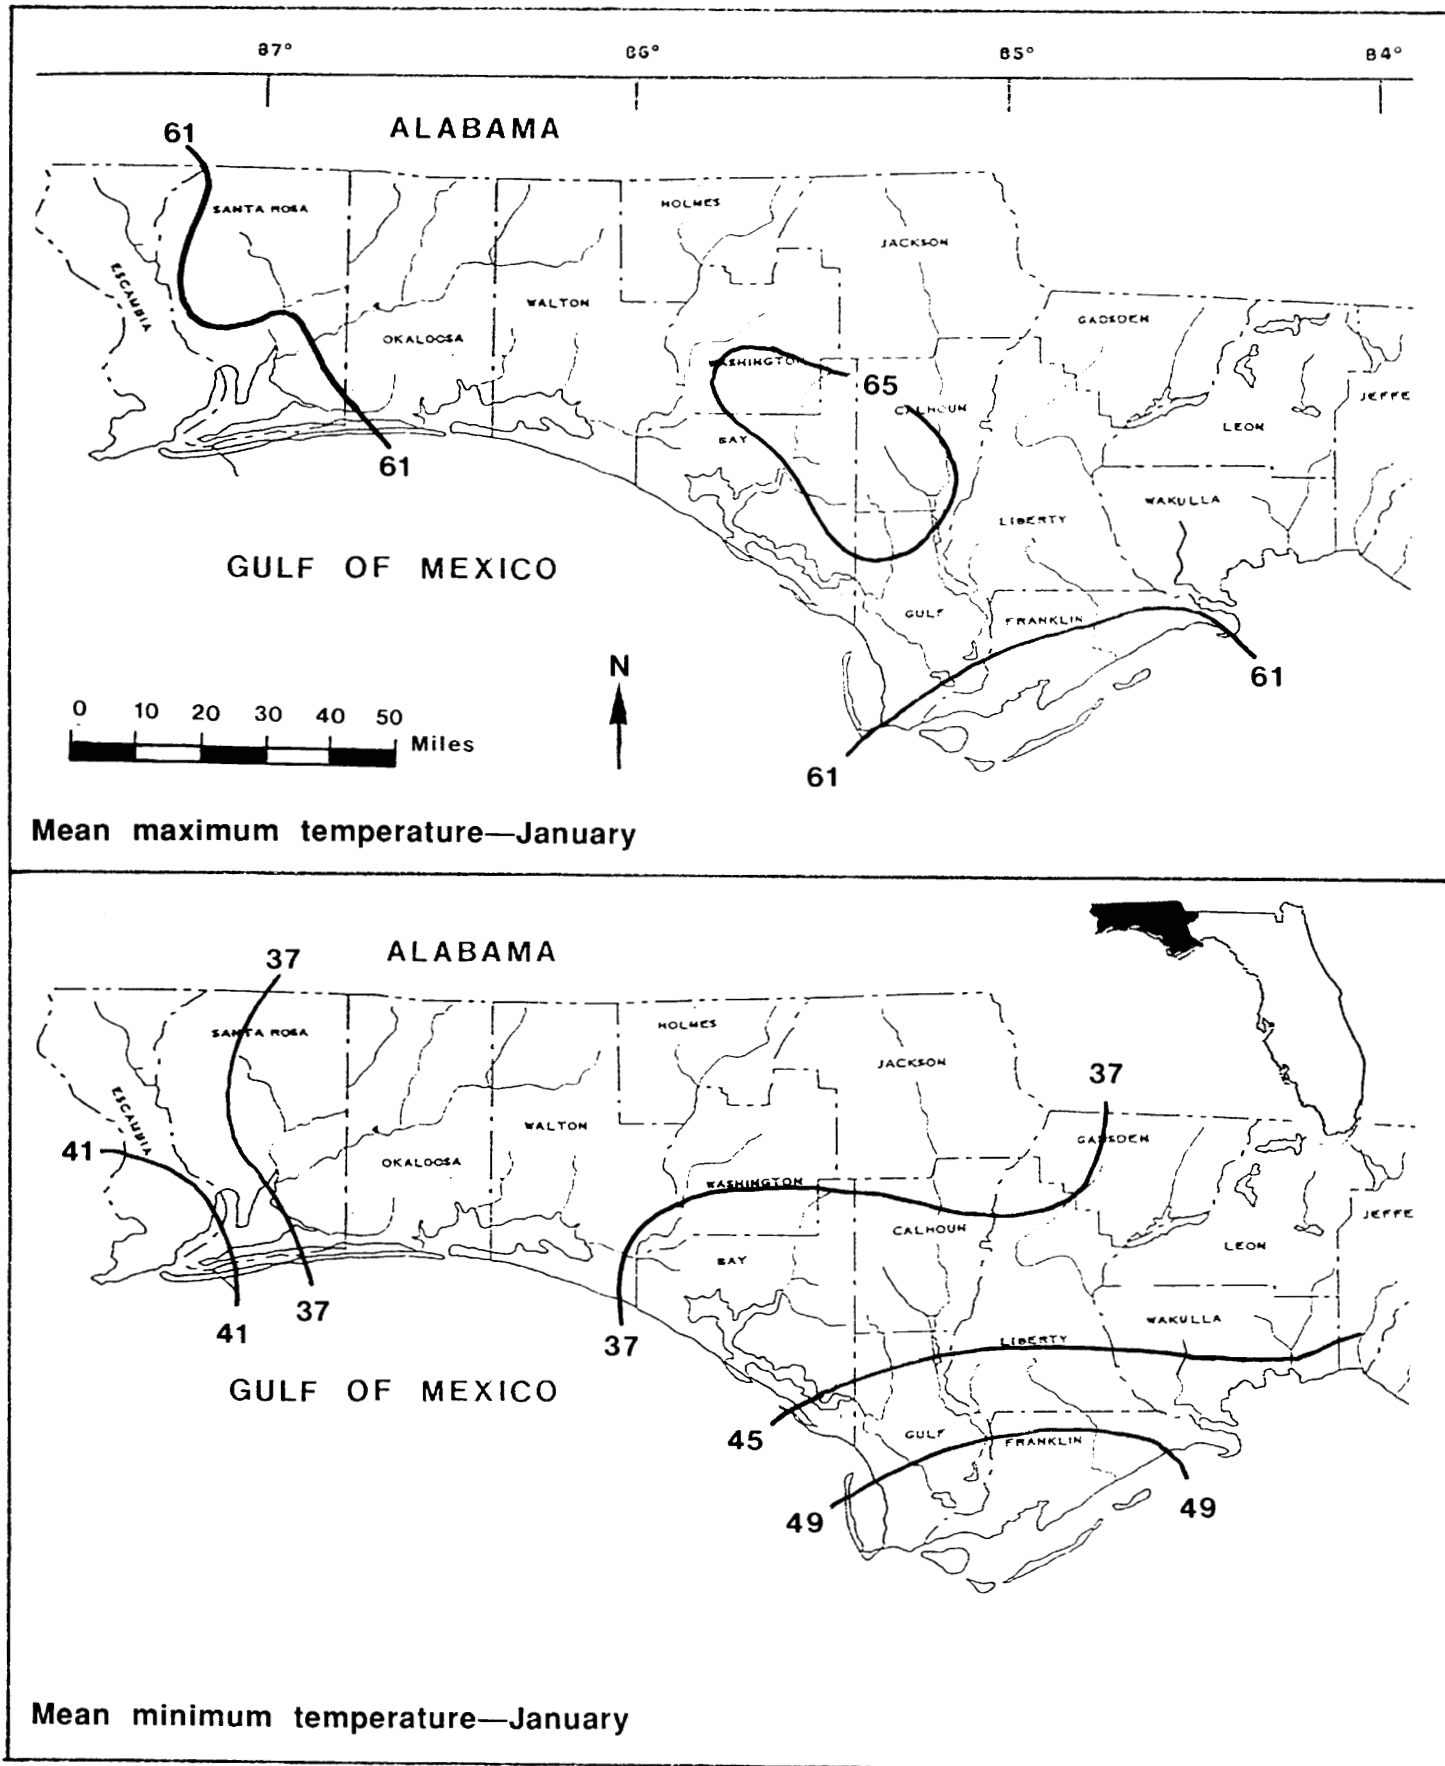 87° 86° 85° 84°
ALABAMA
61
HOLMES
SANTA ROSA
JACKSON
ESCAMBIA
WALTON
GADSDEN
OKALOOSA
WASHINGTON
65
JEFFE
CALHOUN
LEON
BAY
61
WAKULLA
LIBERTY
GULF OF MEXICO
GULF
FRANKLIN
N
61
0 10 20 30 40 50
Miles
61
Mean maximum temperature—January
ALABAMA
37
HOLMES
SANTA ROSA
JACKSON
37
ESCAMBIA
WALTON
GADSDEN
41
OKALOOSA
WASHINGTON
JEFFE
CALHOUN
LEON
BAY
37
WAKULLA
41
37
LIBERTY
GULF OF MEXICO
45
GULF
FRANKLIN
49
49
Mean minimum temperature—January